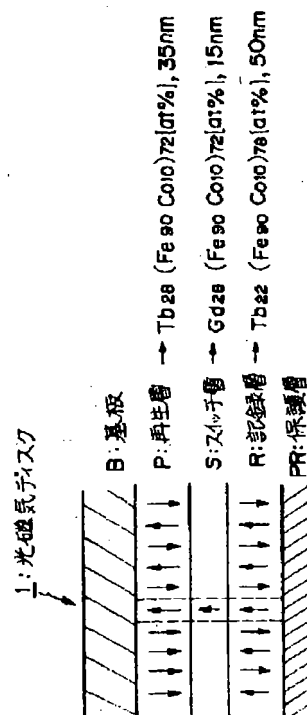 1:光磁気ディスク
B:基板
P:再生層 → Tb28 (Fe90 Co10)72[at%], 35nm
S:スイッチ層 → Gd28 (Fe90 Co10)72[at%], 15nm
R:記録層 → Tb22 (Fe90 Co10)78[at%], 50nm
PR:保護層